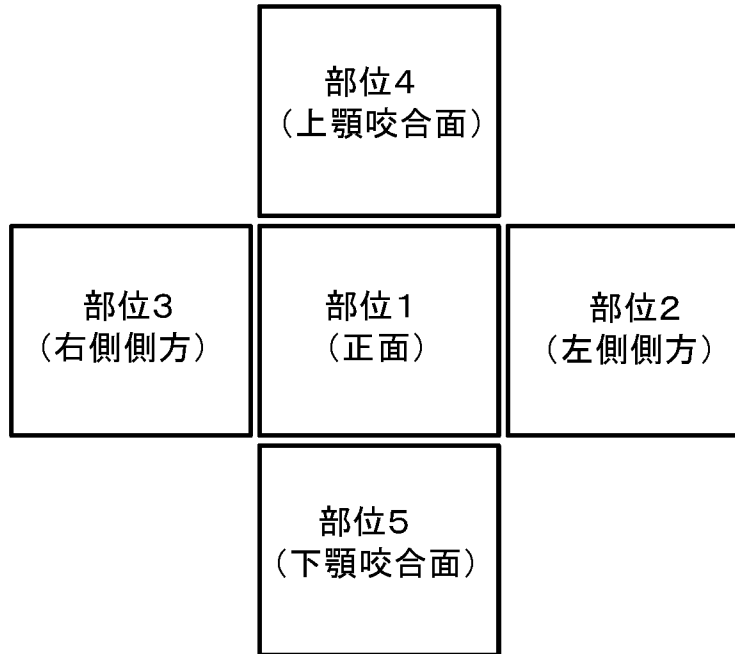 部位4
（上顎咬合面）
部位3
（右側側方）
部位1
（正面）
部位2
（左側側方）
部位5
（下顎咬合面）